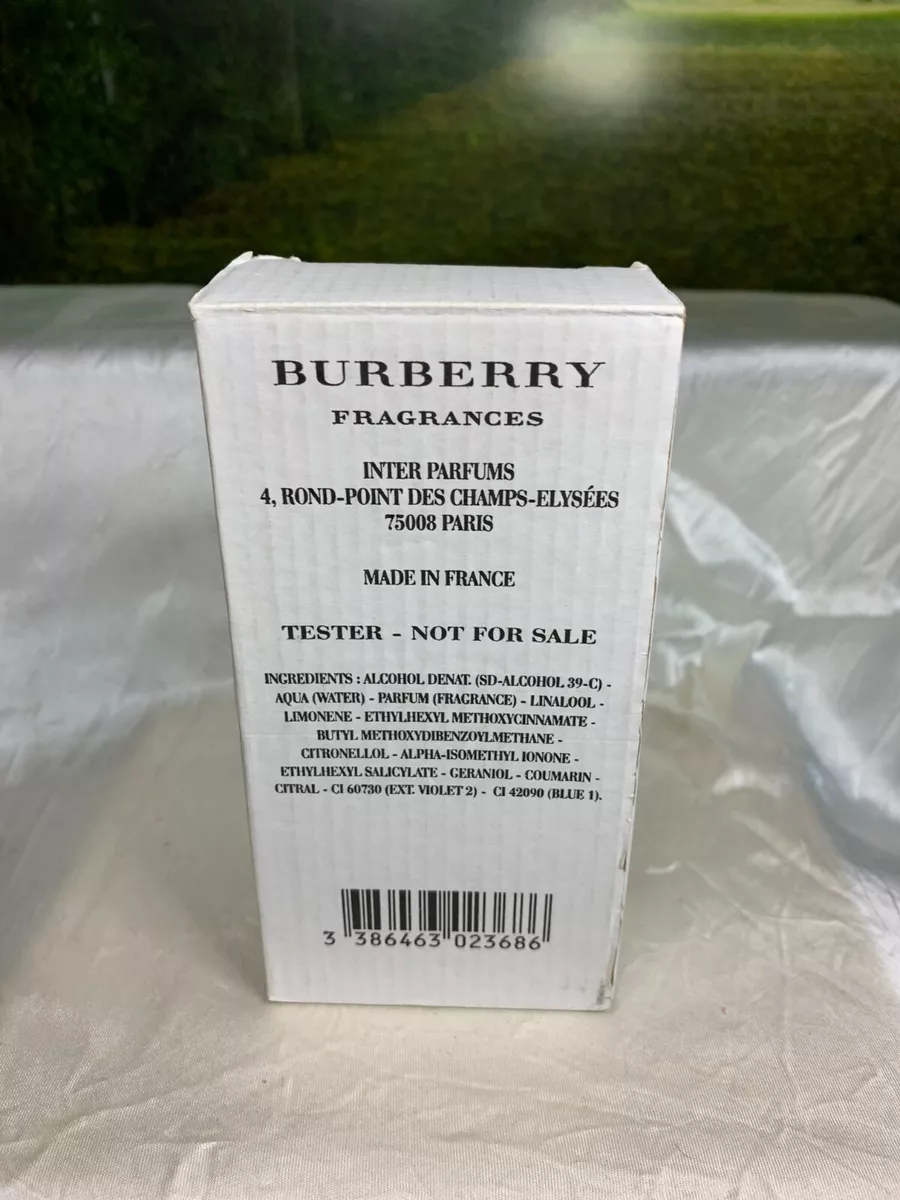 BURBERRY
FRAGRANCES
INTER PARFUMS
4, ROND-POINT DES CHAMPS-ELYSÉES
75008 PARIS
MADE IN FRANCE
TESTER - NOT FOR SALE
INGREDIENTS : ALCOHOL DENAT. (SD-ALCOHOL 39-C) -
AQUA (WATER) - PARFUM (FRAGRANCE) - LINALOOL -
LIMONENE - ETHYLHEXYL METHOXYCINNAMATE -
BUTYL METHOXYDIBENZOYLMETHANE -
CITRONELLOL - ALPHA-ISOMETHYL IONONE -
ETHYLHEXYL SALICYLATE - GERANIOL - COUMARIN -
CITRAL - CI 60730 (EXT. VIOLET 2) - CI 42090 (BLUE 1).
3 386463 023686